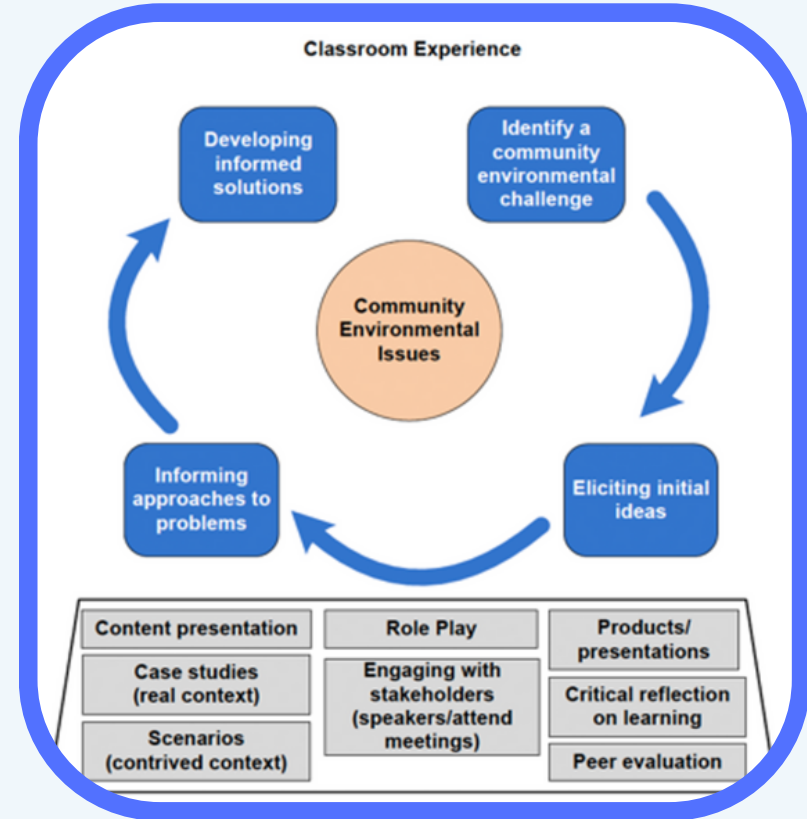 Classroom Experience
Developing
informed
solutions
Identify a
community
environmental
challenge
Community
Environmental
Issues
Informing
approaches to
problems
Eliciting initial
ideas
Content presentation
Case studies
(real context)
Scenarios
(contrived context)
Role Play
Engaging with
stakeholders
(speakers/attend
meetings)
Products/
presentations
Critical reflection
on learning
Peer evaluation